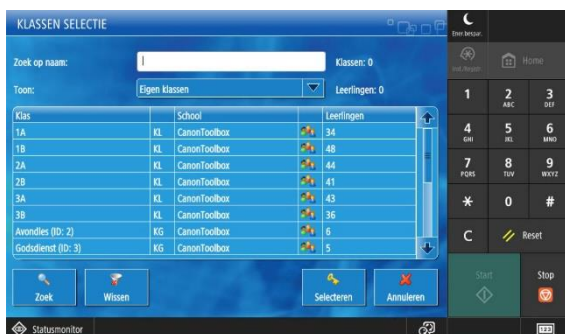 KLASSEN SELECTIE
Zoek op naam:
Klassen: 0
Toon:
Eigen klassen
Leerlingen: 0
Klas School Leerlingen
1A KL CanonToolbox 34
1B KL CanonToolbox 48
2A KL CanonToolbox 44
2B KL CanonToolbox 41
3A KL CanonToolbox 43
3B KL CanonToolbox 36
Avondles (ID: 2) KG CanonToolbox 6
Godsdienst (ID: 3) KG CanonToolbox 5
Zoek
Wissen
Selecteren
Annuleren
Statusmonitor
Ener.bespar.
Home
1
2 ABC
3 DEF
4 GHI
5 JKL
6 MNO
7 PQRS
8 TUV
9 WXYZ
* 0 #
C
Reset
Start
Stop
123